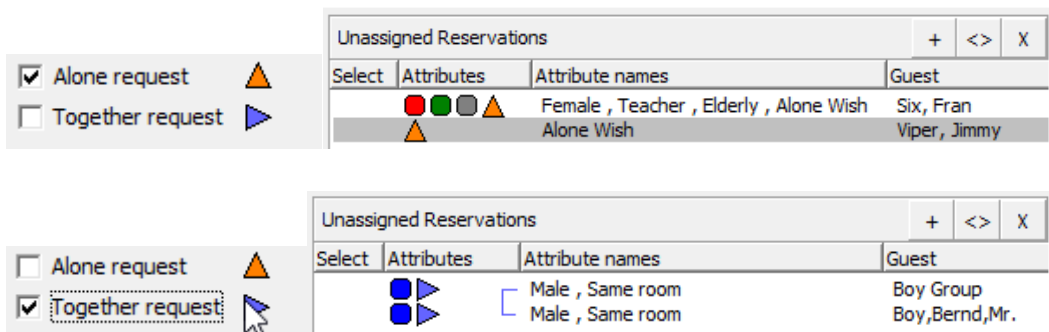 Unassigned Reservations + <> X
Alone request
Together request
Select Attributes Attribute names Guest
Female , Teacher , Elderly , Alone Wish Six, Fran
Alone Wish Viper, Jimmy
Unassigned Reservations + <> X
Alone request
Together request
Select Attributes Attribute names Guest
Male , Same room Boy Group
Male , Same room Boy,Bernd,Mr.